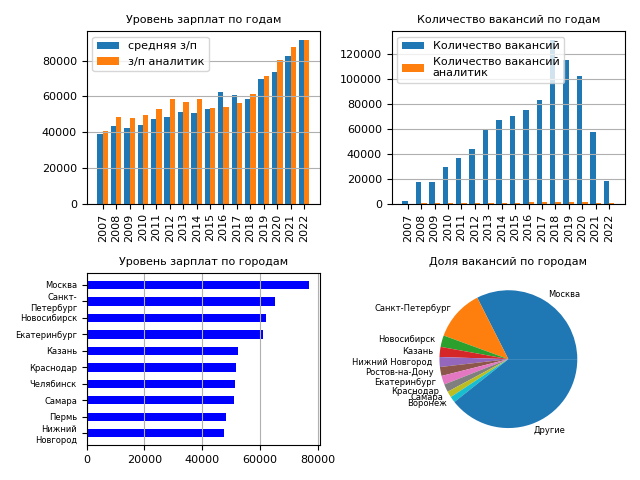 Уровень зарплат по годам
80000
60000
40000
20000
0
средняя з/п
з/п аналитик
2007
2008
2009
2010
2011
2012
2013
2014
2015
2016
2017
2018
2019
2020
2021
2022
Количество вакансий по годам
120000
100000
80000
60000
40000
20000
0
Количество вакансий
Количество вакансий
аналитик
2007
2008
2009
2010
2011
2012
2013
2014
2015
2016
2017
2018
2019
2020
2021
2022
Уровень зарплат по городам
Москва
Санкт-
Петербург
Новосибирск
Екатеринбург
Казань
Краснодар
Челябинск
Самара
Пермь
Нижний
Новгород
0
20000
40000
60000
80000
Доля вакансий по городам
Москва
Санкт-Петербург
Новосибирск
Казань
Нижний Новгород
Ростов-на-Дону
Екатеринбург
Краснодар
Самара
Воронеж
Другие